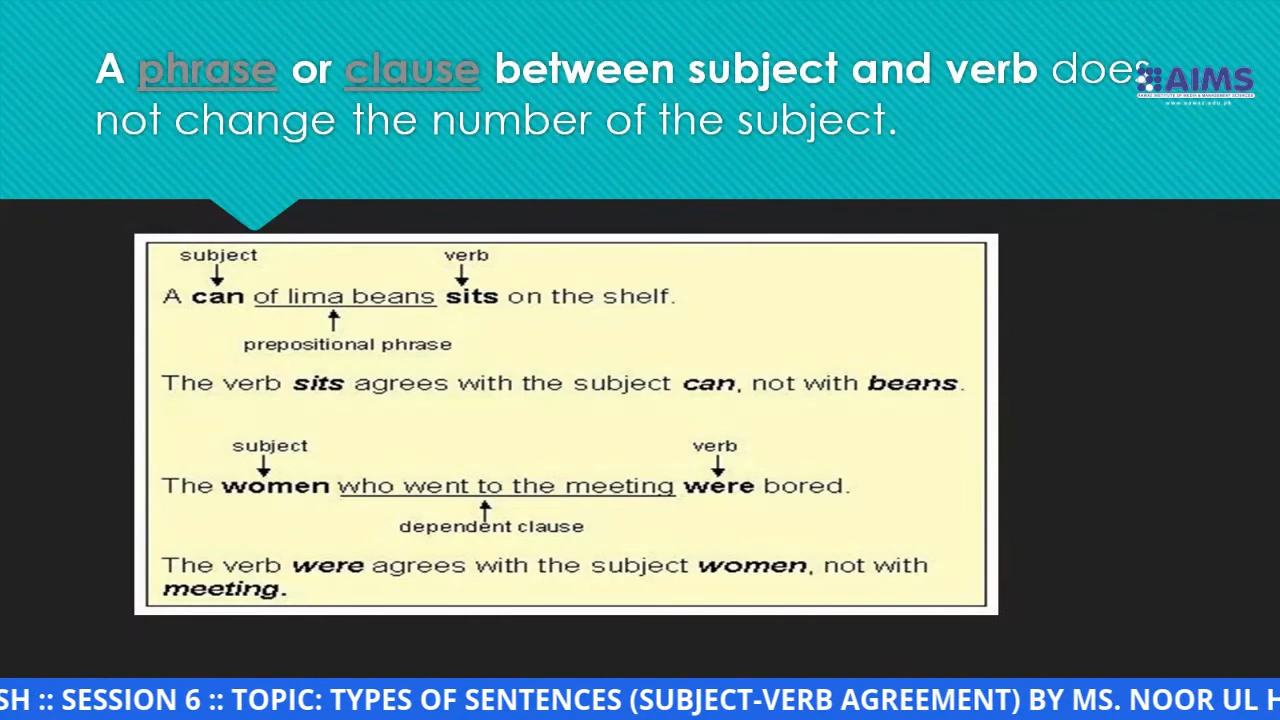 A phrase or clause between subject and verb does
not change the number of the subject.
AIMS
www.aawaz.edu.pk
subject verb
A can of lima beans sits on the shelf.
prepositional phrase
The verb sits agrees with the subject can, not with beans.
subject verb
The women who went to the meeting were bored.
dependent clause
The verb were agrees with the subject women, not with
meeting.
SH :: SESSION 6 :: TOPIC: TYPES OF SENTENCES (SUBJECT-VERB AGREEMENT) BY MS. NOOR UL H